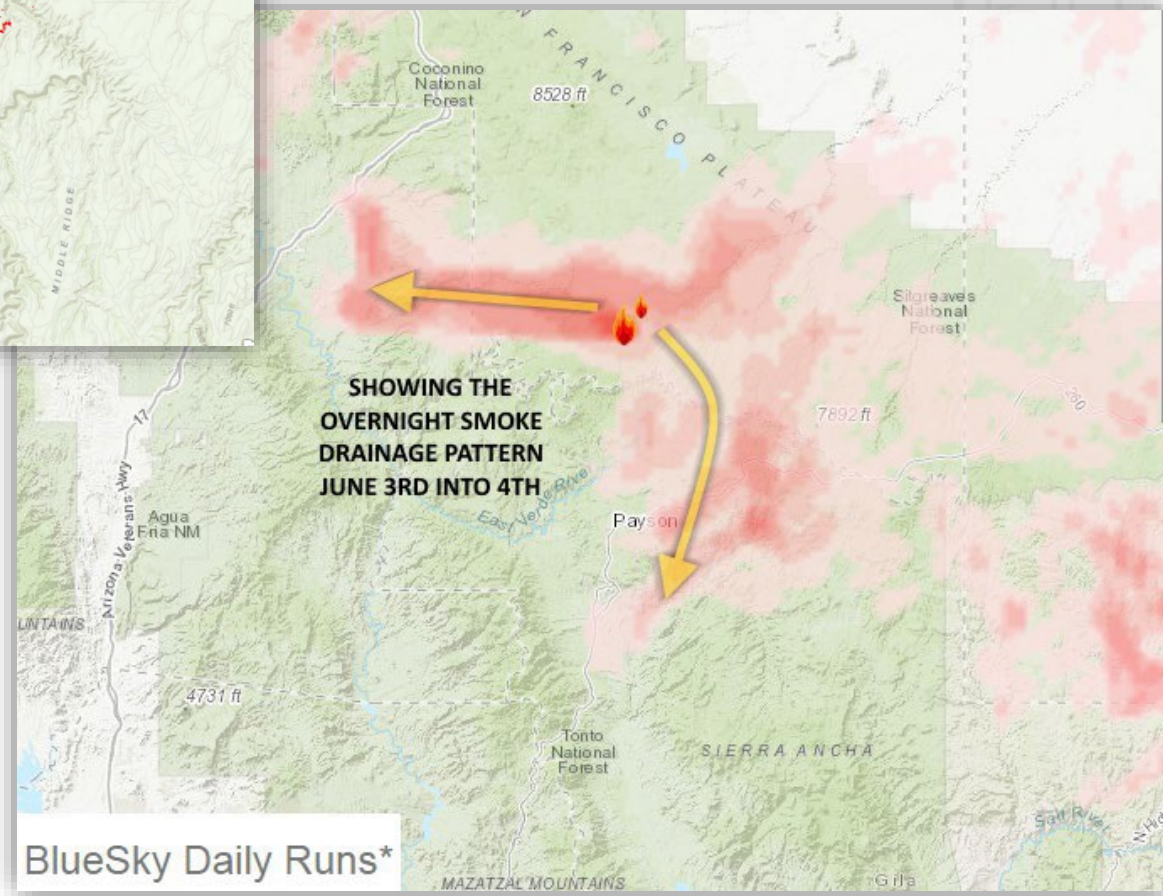 MIDDLE RIDGE
Coconino
National
Forest
8528 ft
FRANCISCO PLATEAU
Sitgreaves
National
Forest
SHOWING THE
OVERNIGHT SMOKE
DRAINAGE PATTERN
JUNE 3RD INTO 4TH
7892 ft
260
17
Arizona Veterans Hwy
Agua
Fria NM
East Verde River
Payson
UNTAINS
4731 ft
Tonto
National
Forest
SIERRA ANCHA
Salt River
BlueSky Daily Runs*
MAZATZAL MOUNTAINS
Gila